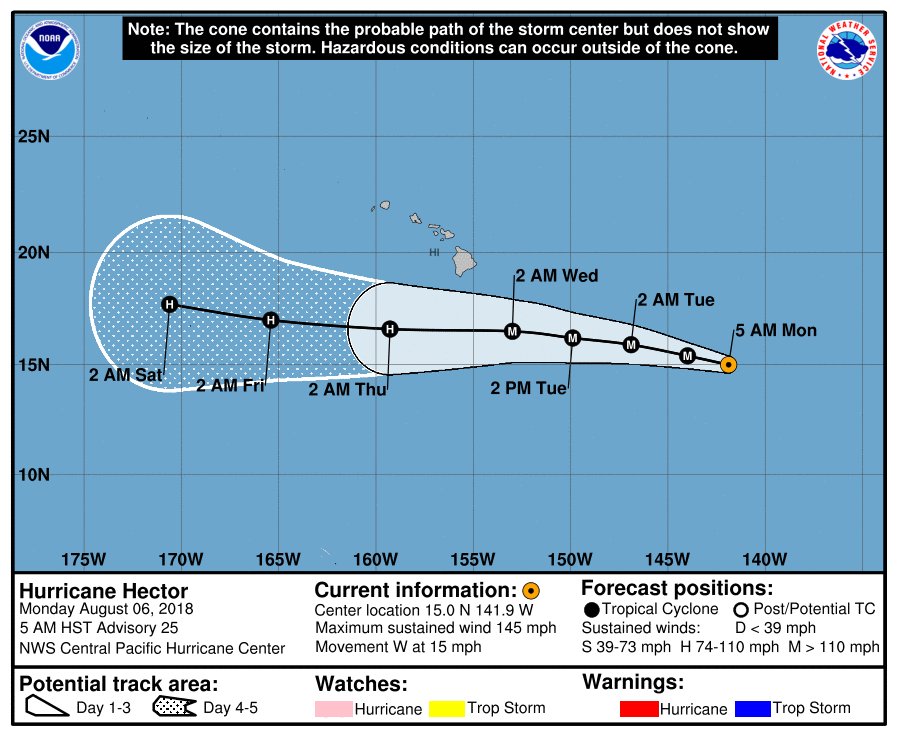 Note: The cone contains the probable path of the storm center but does not show
the size of the storm. Hazardous conditions can occur outside of the cone.
NOAA
NATIONAL WEATHER SERVICE
25N
20N
HI
2 AM Wed
2 AM Tue
5 AM Mon
H
H
H
M
M
M
M
15N
2 AM Sat
2 AM Fri
2 AM Thu
2 PM Tue
10N
175W 170W 165W 160W 155W 150W 145W 140W
Hurricane Hector
Monday August 06, 2018
5 AM HST Advisory 25
NWS Central Pacific Hurricane Center
Current information:
Center location 15.0 N 141.9 W
Maximum sustained wind 145 mph
Movement W at 15 mph
Forecast positions:
Tropical Cyclone Post/Potential TC
Sustained winds: D < 39 mph
S 39-73 mph H 74-110 mph M > 110 mph
Potential track area:
Day 1-3 Day 4-5
Watches:
Hurricane Trop Storm
Warnings:
Hurricane Trop Storm